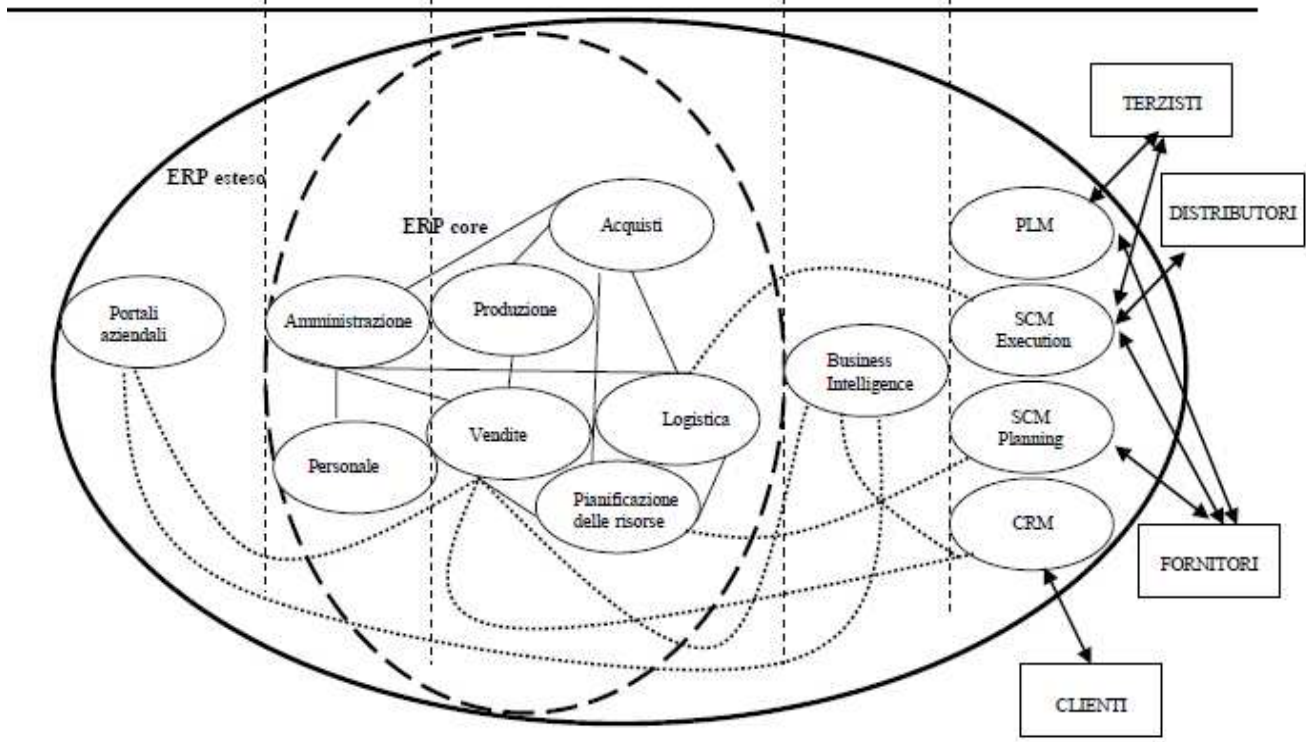 TERZISTI
ERP esteso
DISTRIBUTORI
ERP core
Acquisti
PLM
Portali
aziendali
Amministrazione
Produzione
SCM
Execution
Business
Intelligence
Personale
Vendite
Logistica
SCM
Planning
Pianificazione
delle risorse
CRM
FORNITORI
CLIENTI